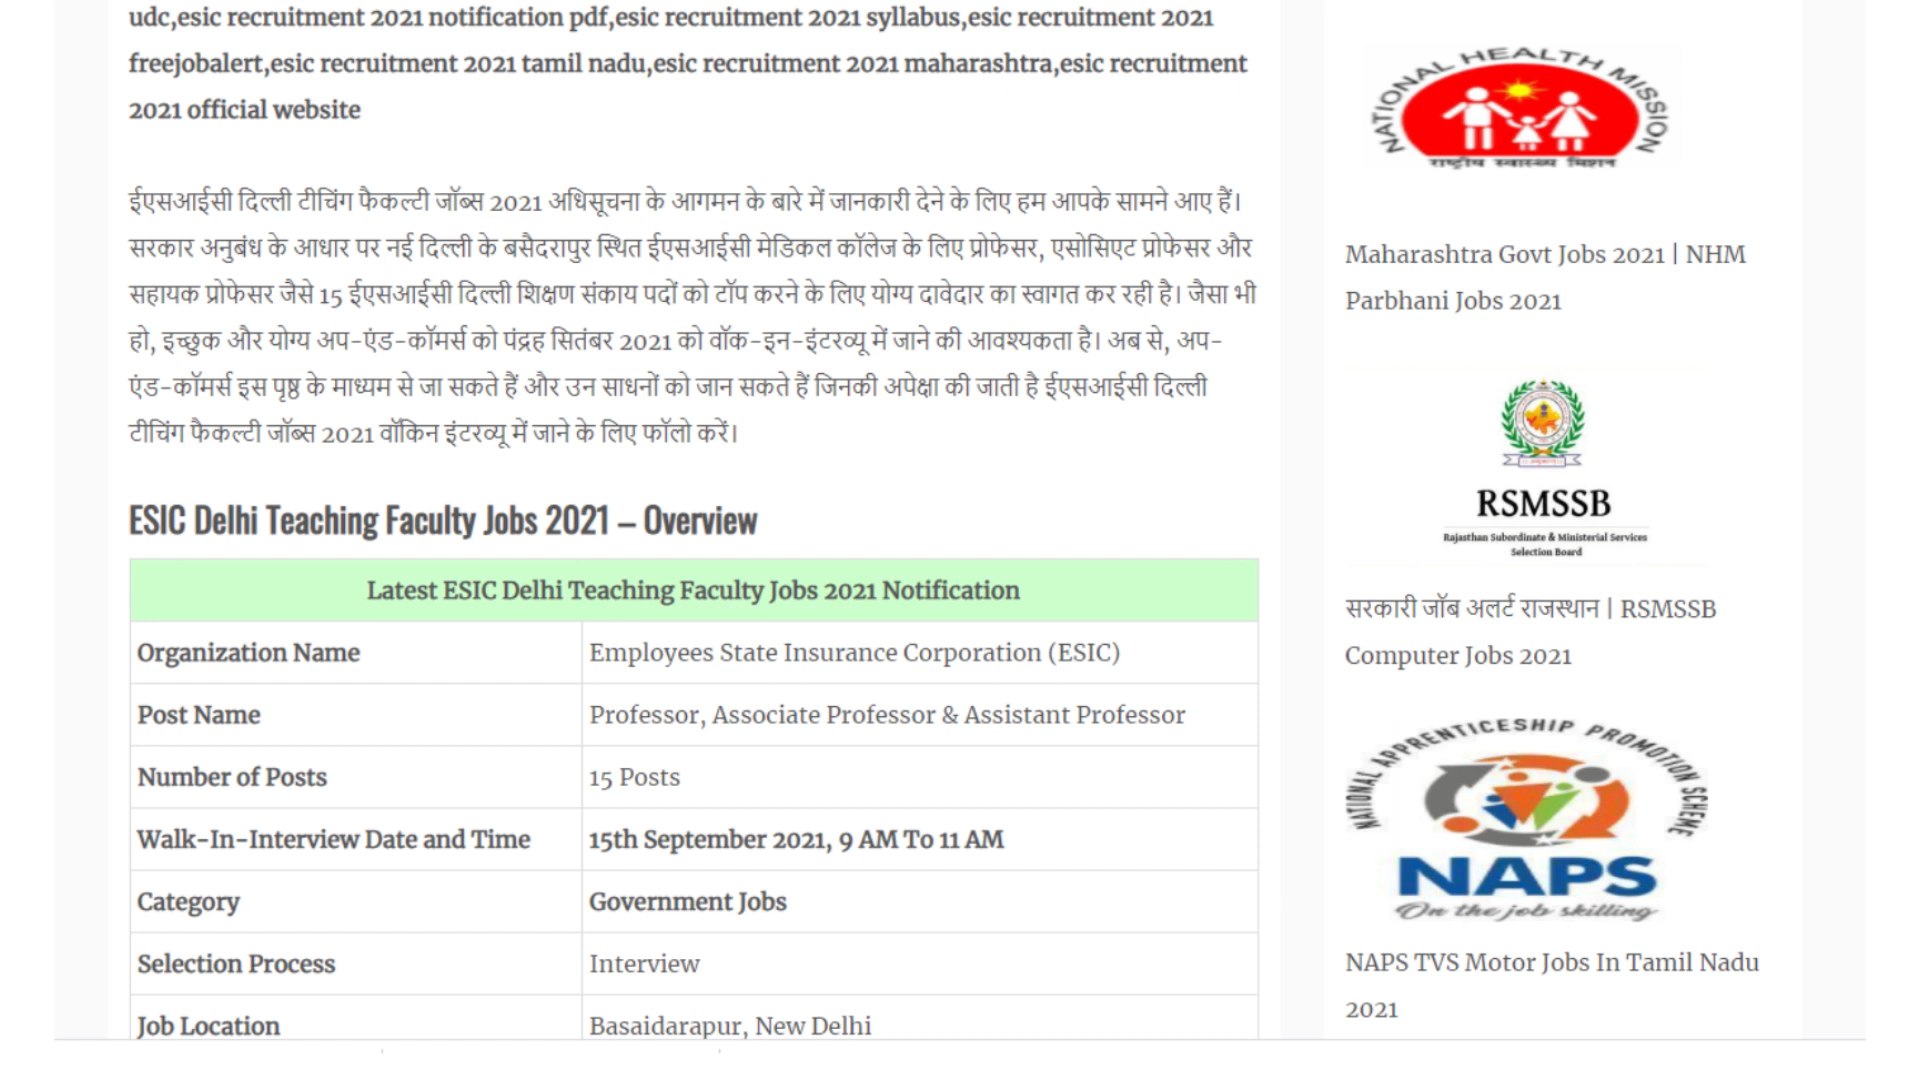 udc,esic recruitment 2021 notification pdf,esic recruitment 2021 syllabus,esic recruitment 2021
freejobalert,esic recruitment 2021 tamil nadu,esic recruitment 2021 maharashtra,esic recruitment
2021 official website
ईएसआईसी दिल्ली टीचिंग फैकल्टी जॉब्स 2021 अधिसूचना के आगमन के बारे में जानकारी देने के लिए हम आपके सामने आए हैं।
सरकार अनुबंध के आधार पर नई दिल्ली के बसैदरापुर स्थित ईएसआईसी मेडिकल कॉलेज के लिए प्रोफेसर, एसोसिएट प्रोफेसर और
सहायक प्रोफेसर जैसे 15 ईएसआईसी दिल्ली शिक्षण संकाय पदों को टॉप करने के लिए योग्य दावेदार का स्वागत कर रही है। जैसा भी
हो, इच्छुक और योग्य अप-एंड-कॉमर्स को पंद्रह सितंबर 2021 को वॉक-इन-इंटरव्यू में जाने की आवश्यकता है। अब से, अप-
एंड-कॉमर्स इस पृष्ठ के माध्यम से जा सकते हैं और उन साधनों को जान सकते हैं जिनकी अपेक्षा की जाती है ईएसआईसी दिल्ली
टीचिंग फैकल्टी जॉब्स 2021 वॉकिन इंटरव्यू में जाने के लिए फॉलो करें।
ESIC Delhi Teaching Faculty Jobs 2021 – Overview
Latest ESIC Delhi Teaching Faculty Jobs 2021 Notification
Organization Name Employees State Insurance Corporation (ESIC)
Post Name Professor, Associate Professor & Assistant Professor
Number of Posts 15 Posts
Walk-In-Interview Date and Time 15th September 2021, 9 AM To 11 AM
Category Government Jobs
Selection Process Interview
Job Location Basaidarapur, New Delhi
NATIONAL HEALTH MISSION
राष्ट्रीय स्वास्थ्य मिशन
Maharashtra Govt Jobs 2021 | NHM
Parbhani Jobs 2021
RSMSSB
Rajasthan Subordinate & Ministerial Services
Selection Board
सरकारी जॉब अलर्ट राजस्थान | RSMSSB
Computer Jobs 2021
NATIONAL APPRENTICESHIP PROMOTION SCHEME
NAPS
On the job skilling
NAPS TVS Motor Jobs In Tamil Nadu
2021